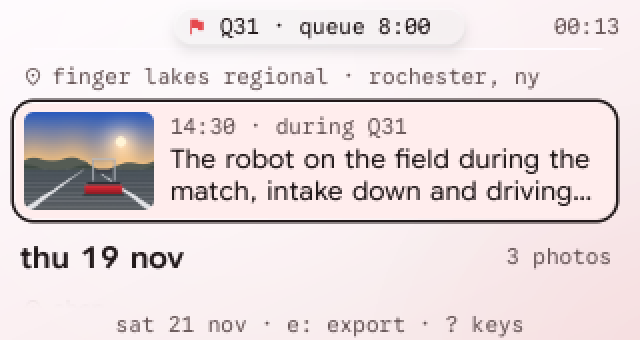 Q31 · queue 8:00
00:13
finger lakes regional · rochester, ny
14:30 · during Q31
The robot on the field during the
match, intake down and driving...
thu 19 nov
3 photos
sat 21 nov · e: export · ? keys